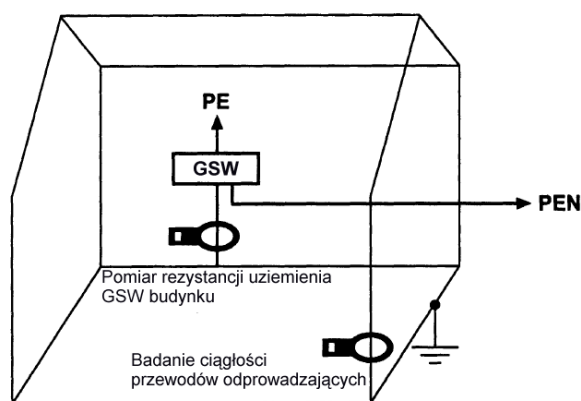 PE
GSW
PEN
Pomiar rezystancji uziemienia
GSW budynku
Badanie ciągłości
przewodów odprowadzających